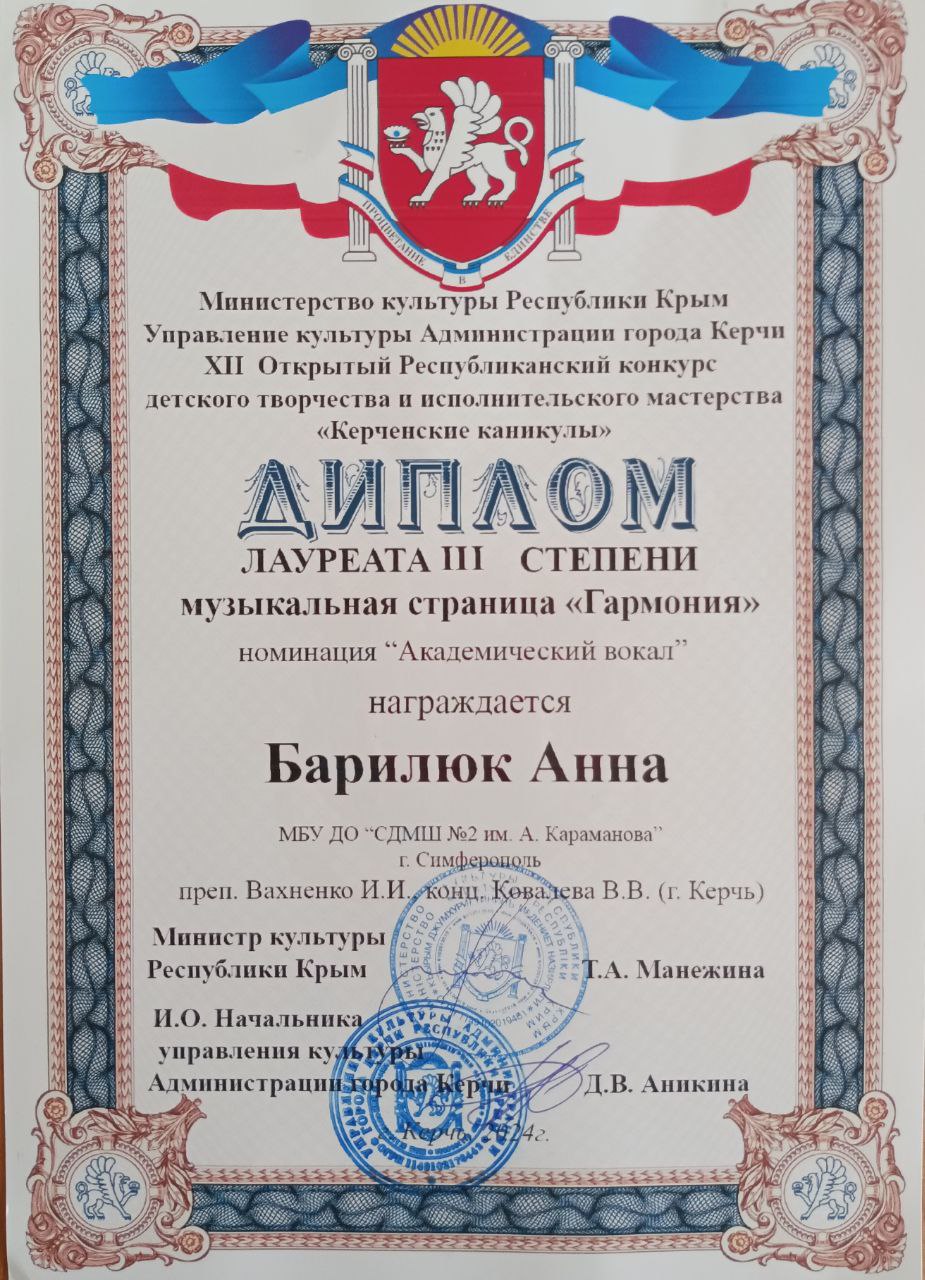 ПРОЦВЕТАНИЕ В ЕДИНСТВЕ
Министерство культуры Республики Крым
Управление культуры Администрации города Керчи
XII Открытый Республиканский конкурс
детского творчества и исполнительского мастерства
«Керченские каникулы»
ДИПЛОМ
ЛАУРЕАТА III СТЕПЕНИ
музыкальная страница «Гармония»
номинация “Академический вокал”
награждается
Барилюк Анна
МБУ ДО “СДМШ №2 им. А. Караманова”
г. Симферополь
преп. Вахненко И.И., конц. Ковалева В.В. (г. Керчь)
Министр культуры
Республики Крым Т.А. Манежина
И.О. Начальника
управления культуры
Администрации города Керчи Д.В. Аникина
Керчь, 2024г.